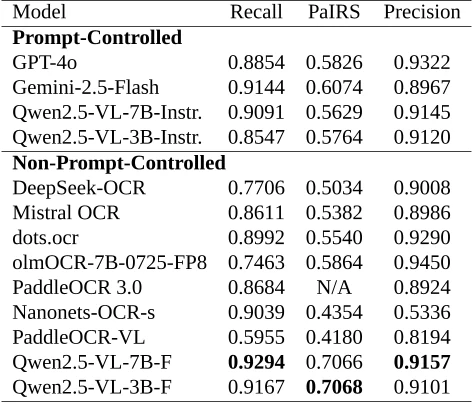 Model Recall PaIRS Precision
Prompt-Controlled
GPT-4o 0.8854 0.5826 0.9322
Gemini-2.5-Flash 0.9144 0.6074 0.8967
Qwen2.5-VL-7B-Instr. 0.9091 0.5629 0.9145
Qwen2.5-VL-3B-Instr. 0.8547 0.5764 0.9120
Non-Prompt-Controlled
DeepSeek-OCR 0.7706 0.5034 0.9008
Mistral OCR 0.8611 0.5382 0.8986
dots.ocr 0.8992 0.5540 0.9290
olmOCR-7B-0725-FP8 0.7463 0.5864 0.9450
PaddleOCR 3.0 0.8684 N/A 0.8924
Nanonets-OCR-s 0.9039 0.4354 0.5336
PaddleOCR-VL 0.5955 0.4180 0.8194
Qwen2.5-VL-7B-F 0.9294 0.7066 0.9157
Qwen2.5-VL-3B-F 0.9167 0.7068 0.9101